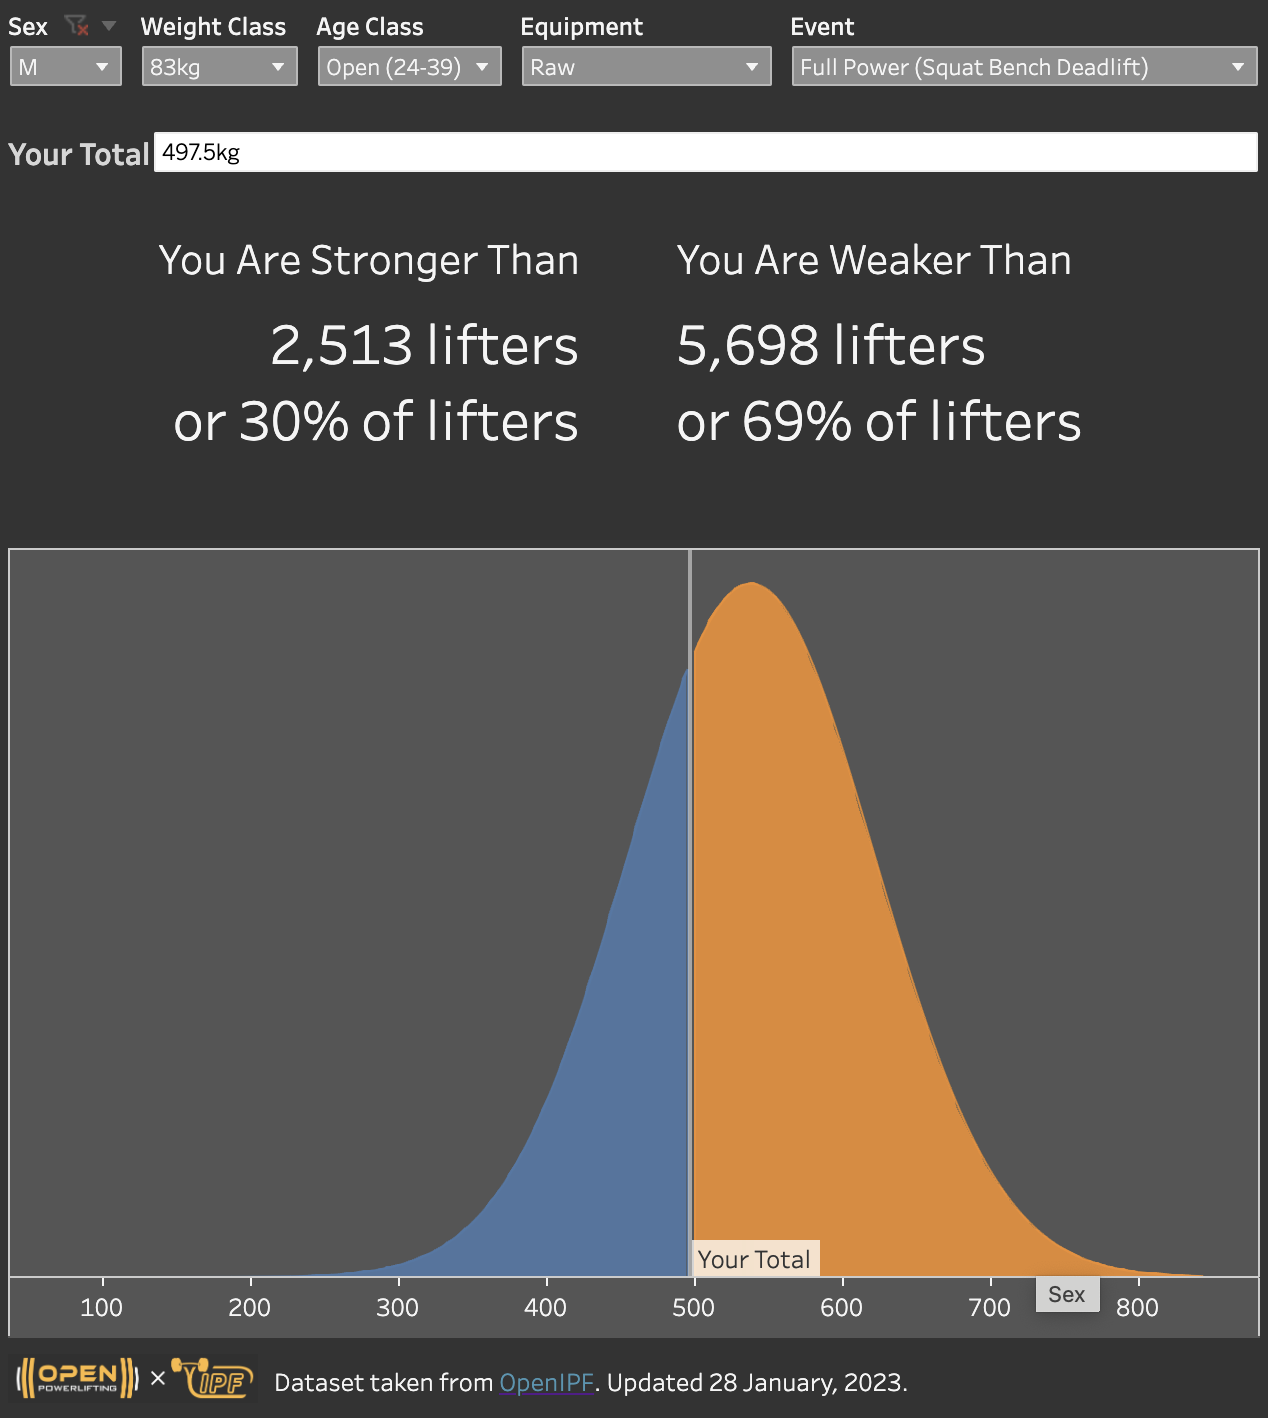 Sex Weight Class Age Class Equipment Event
M 83kg Open (24-39) Raw Full Power (Squat Bench Deadlift)
Your Total 497.5kg
You Are Stronger Than
2,513 lifters
or 30% of lifters
You Are Weaker Than
5,698 lifters
or 69% of lifters
Your Total
100 200 300 400 500 600 700 800
Sex
OPEN
POWERLIFTING
×
IPF
Dataset taken from OpenIPF. Updated 28 January, 2023.